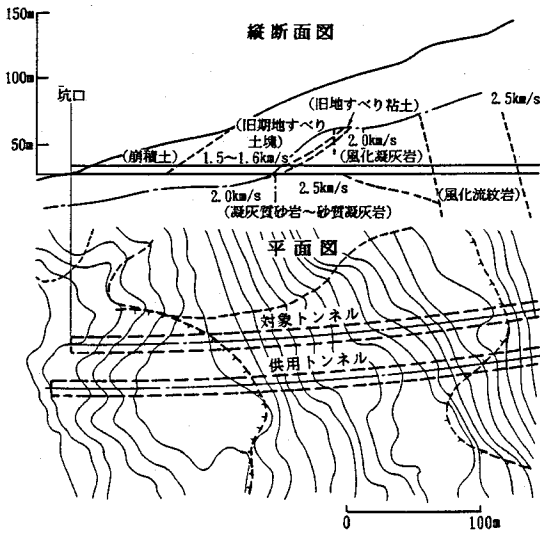 150m
縦断面図
100m
坑口
(旧地すべり粘土)
2.5km/s
(旧期地すべり
土塊)
50m
2.0km/s
(崩積土)
1.5~1.6km/s
(風化凝灰岩)
2.0km/s
2.5km/s
(風化流紋岩)
(凝灰質砂岩~砂質凝灰岩)
平面図
対象トンネル
供用トンネル
0
100m